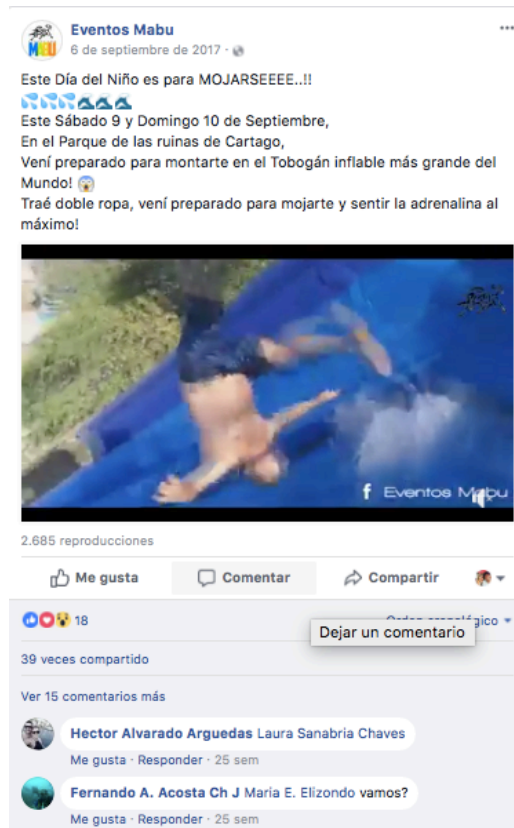 Eventos Mabu
6 de septiembre de 2017 ·
MBU
Este Día del Niño es para MOJARSEEEE..!!
Este Sábado 9 y Domingo 10 de Septiembre,
En el Parque de las ruinas de Cartago,
Vení preparado para montarte en el Tobogán inflable más grande del
Mundo!
Traé doble ropa, vení preparado para mojarte y sentir la adrenalina al
máximo!
f Eventos Mabu
2.685 reproducciones
Me gusta Comentar Compartir
18
Dejar un comentario
39 veces compartido
Ver 15 comentarios más
Hector Alvarado Arguedas Laura Sanabria Chaves
Me gusta · Responder · 25 sem
Fernando A. Acosta Ch J Maria E. Elizondo vamos?
Me gusta · Responder · 25 sem